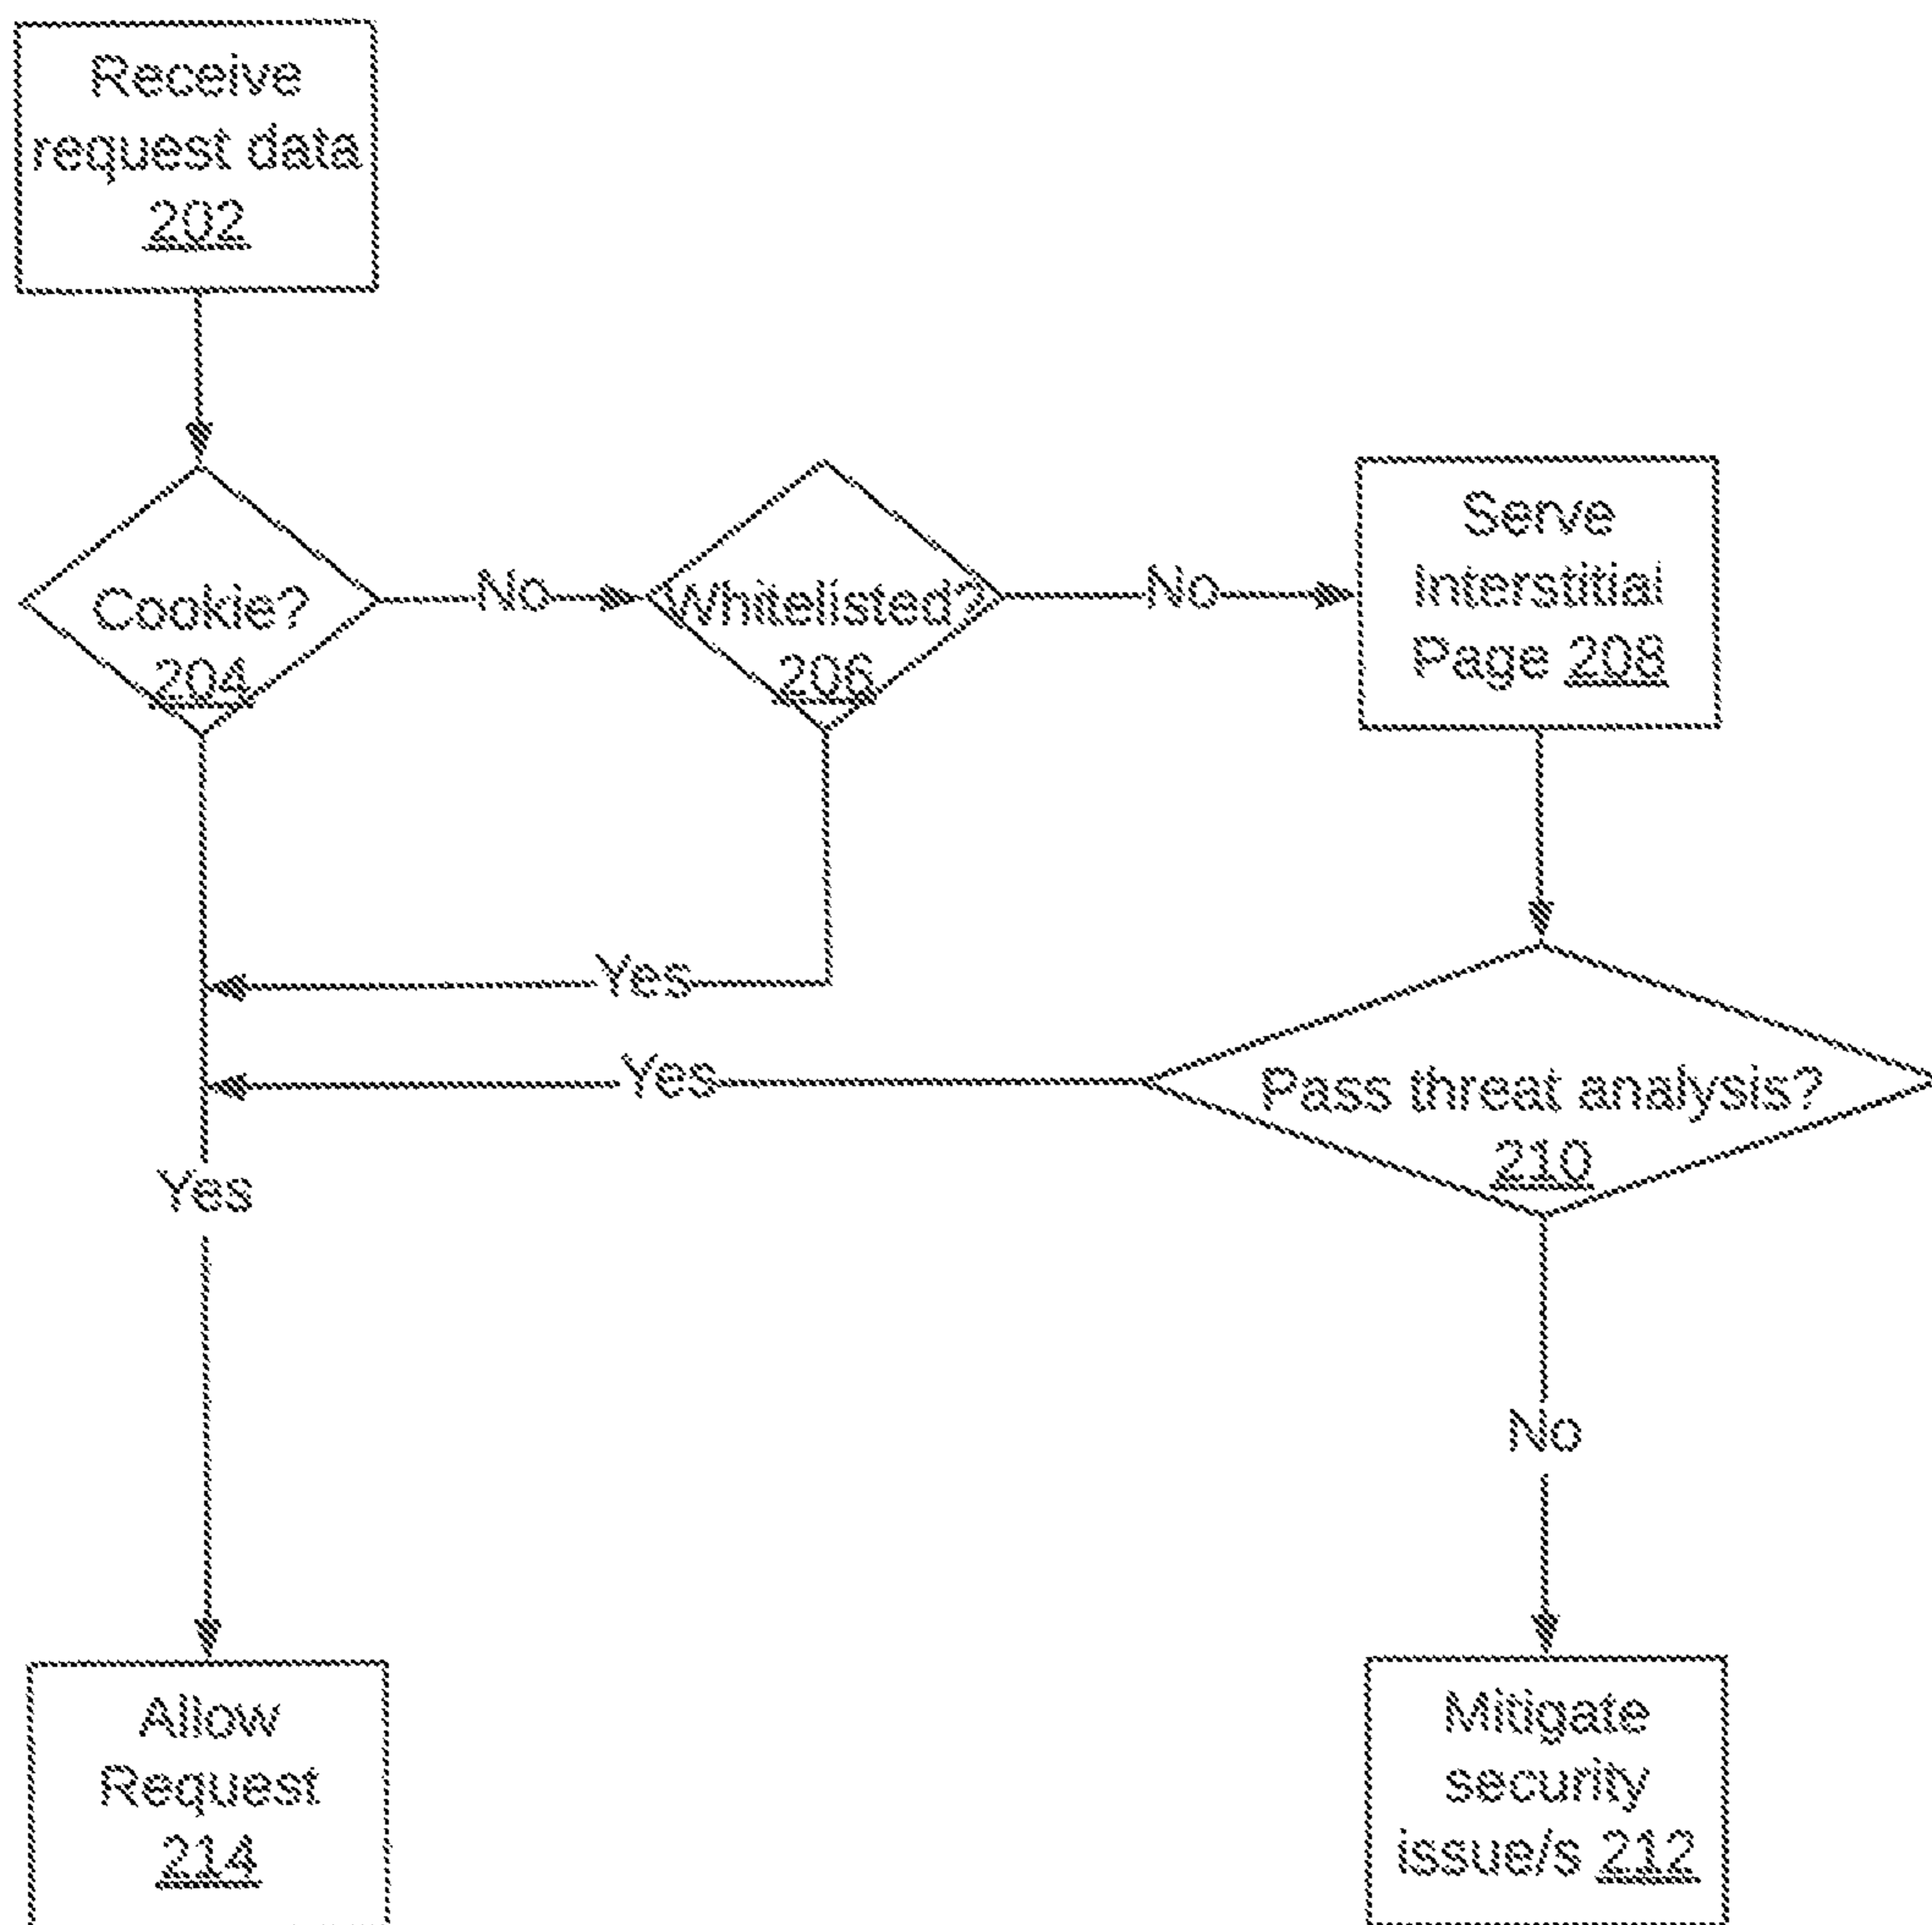 Receive
request data
202
Cookie?
204
No
Whitelisted?
206
No
Serve
Interstitial
Page 208
Yes
Yes
Pass threat analysis?
210
Yes
No
Allow
Request
214
Mitigate
security
issue/s 212